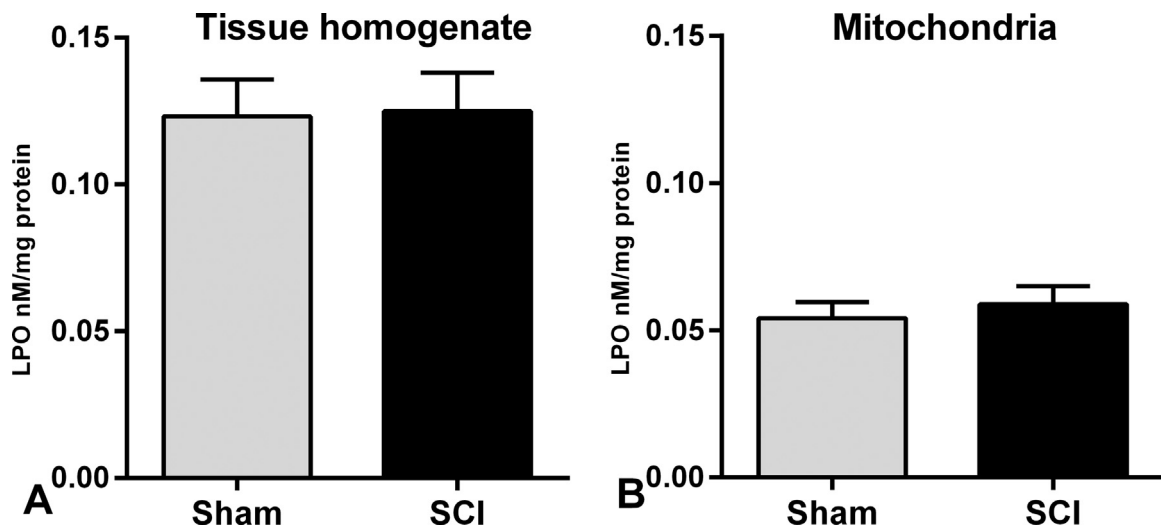 Tissue homogenate
LPO nM/mg protein
0.15
0.10
0.05
0.00
Sham SCI
A
Mitochondria
LPO nM/mg protein
0.15
0.10
0.05
0.00
Sham SCI
B